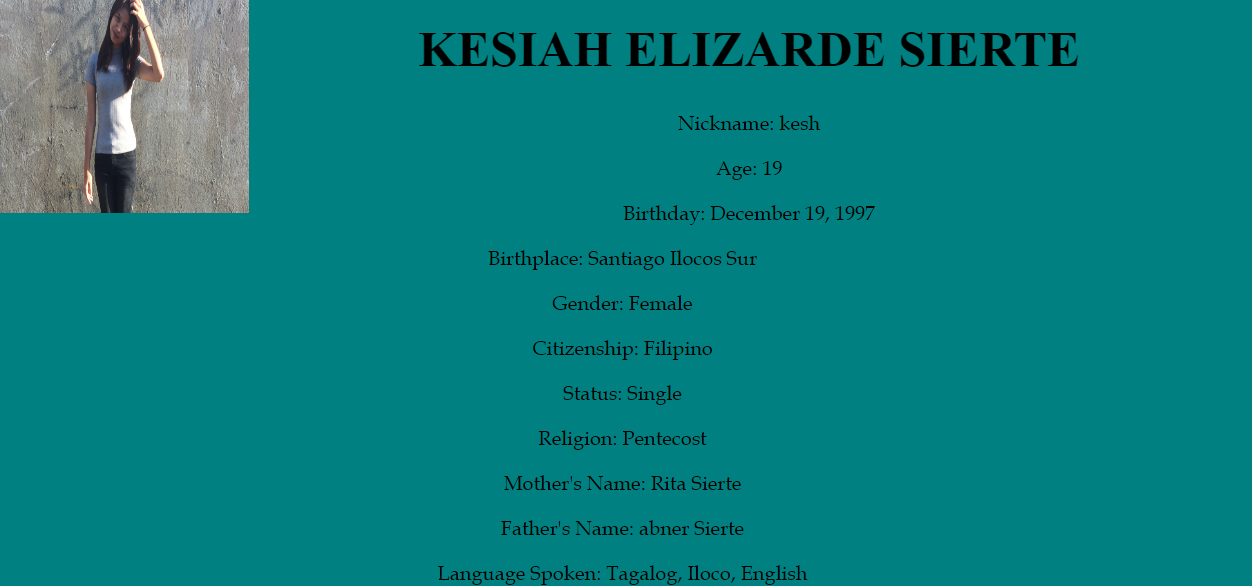 KESIAH ELIZARDE SIERTE
Nickname: kesh
Age: 19
Birthday: December 19, 1997
Birthplace: Santiago Ilocos Sur
Gender: Female
Citizenship: Filipino
Status: Single
Religion: Pentecost
Mother's Name: Rita Sierte
Father's Name: abner Sierte
Language Spoken: Tagalog, Iloco, English